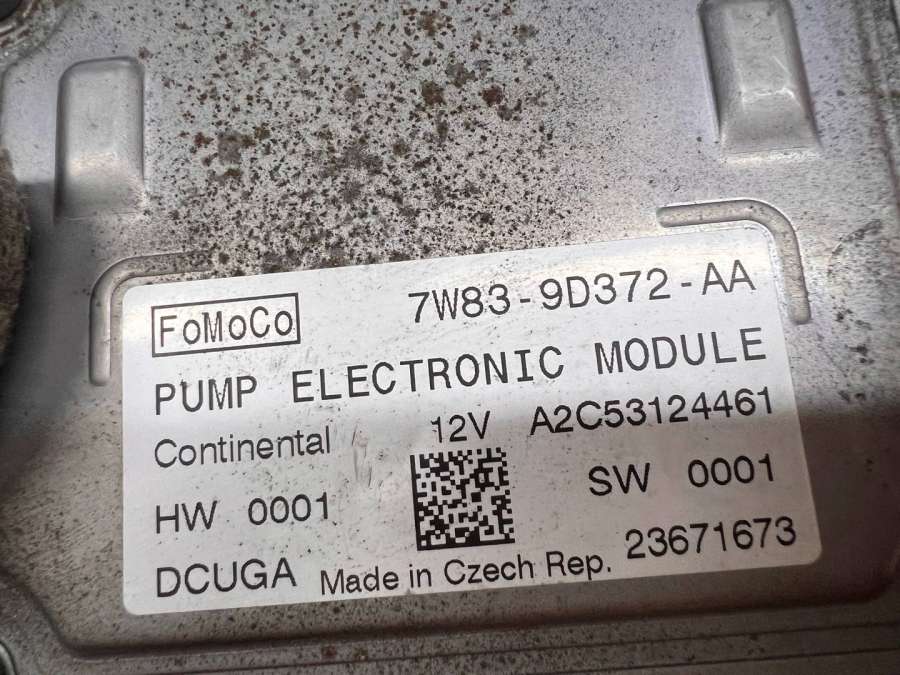 FoMoCo 7W83-9D372-AA
PUMP ELECTRONIC MODULE
Continental 12V A2C53124461
HW 0001 SW 0001
DCUGA Made in Czech Rep. 23671673